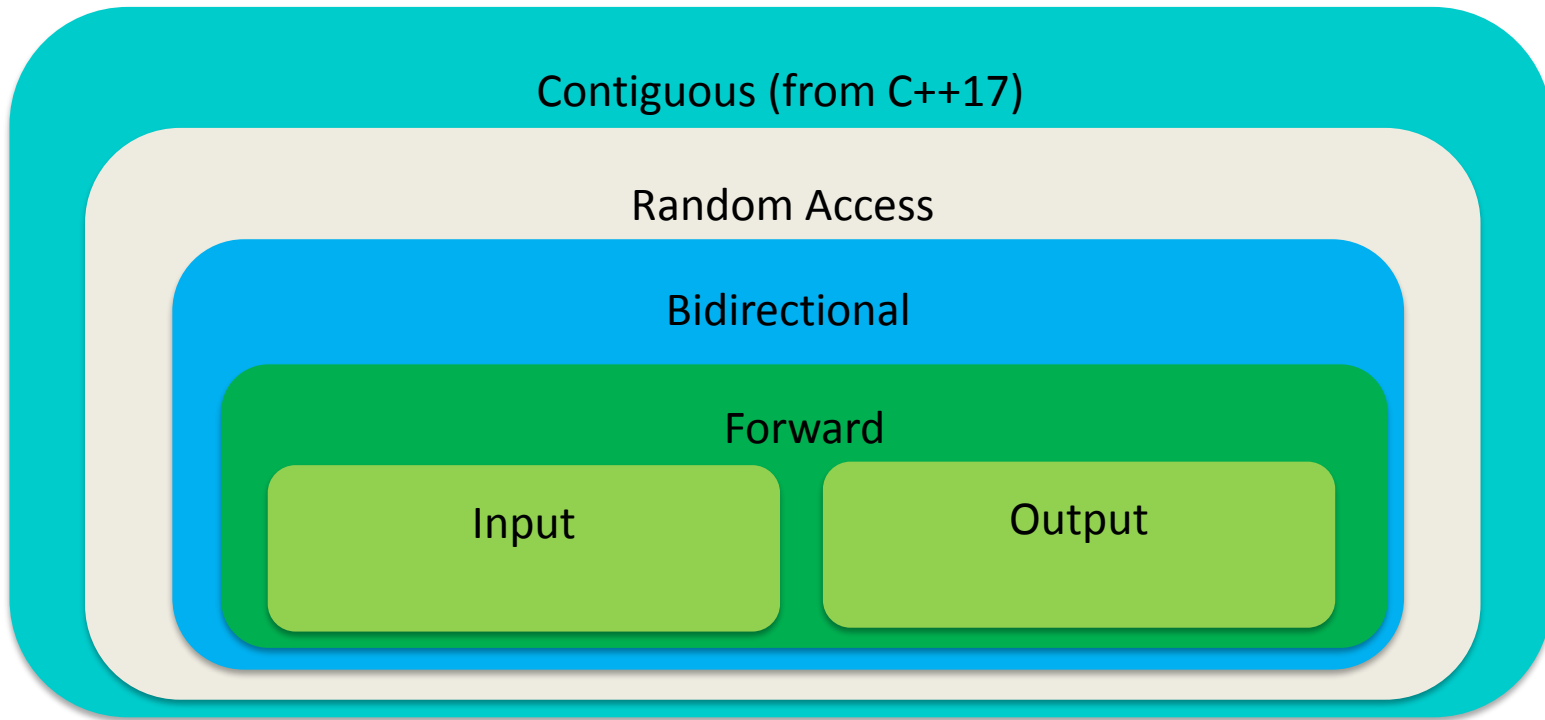 Contiguous (from C++17)
Random Access
Bidirectional
Forward
Input
Output